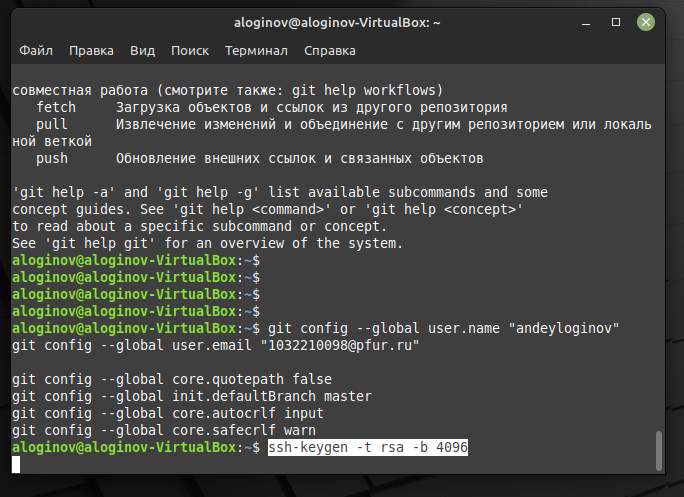 aloginov@aloginov-VirtualBox: ~
Файл Правка Вид Поиск Терминал Справка
совместная работа (смотрите также: git help workflows)
fetch Загрузка объектов и ссылок из другого репозитория
pull Извлечение изменений и объединение с другим репозиторием или локаль
ной веткой
push Обновление внешних ссылок и связанных объектов
'git help -a' and 'git help -g' list available subcommands and some
concept guides. See 'git help <command>' or 'git help <concept>'
to read about a specific subcommand or concept.
See 'git help git' for an overview of the system.
aloginov@aloginov-VirtualBox:~$
aloginov@aloginov-VirtualBox:~$
aloginov@aloginov-VirtualBox:~$
aloginov@aloginov-VirtualBox:~$
aloginov@aloginov-VirtualBox:~$ git config --global user.name "andeyloginov"
git config --global user.email "1032210098@pfur.ru"
git config --global core.quotepath false
git config --global init.defaultBranch master
git config --global core.autocrlf input
git config --global core.safecrlf warn
aloginov@aloginov-VirtualBox:~$ ssh-keygen -t rsa -b 4096